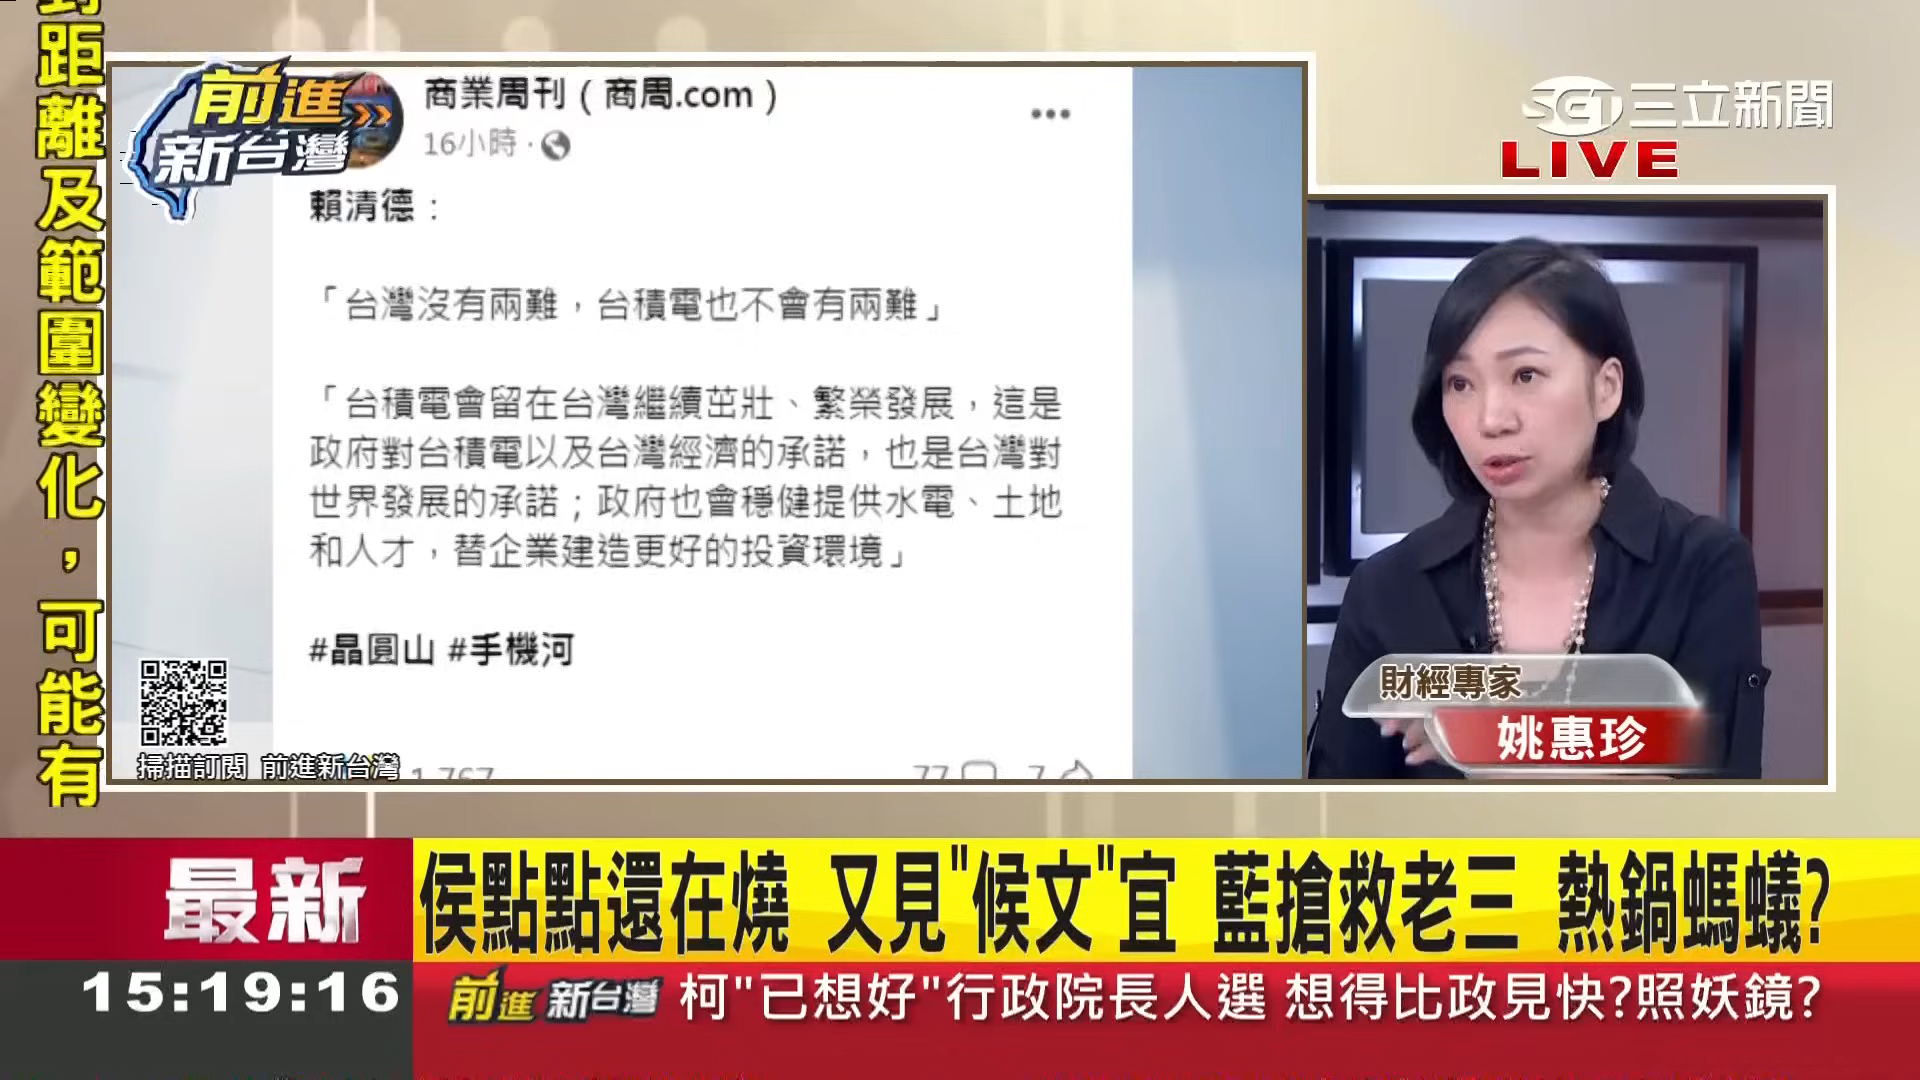 對距離及範圍變化，可能有
前進
新台灣
商業周刊（商周.com）
16小時
賴清德：
「台灣沒有兩難，台積電也不會有兩難」
「台積電會留在台灣繼續茁壯、繁榮發展，這是
政府對台積電以及台灣經濟的承諾，也是台灣對
世界發展的承諾；政府也會穩健提供水電、土地
和人才，替企業建造更好的投資環境」
#晶圓山 #手機河
掃描訂閱 前進新台灣
SET三立新聞
LIVE
財經專家
姚惠珍
最新
侯點點還在燒 又見"候文"宜 藍搶救老三 熱鍋螞蟻?
15:19:16
前進新台灣 柯"已想好"行政院長人選 想得比政見快?照妖鏡?